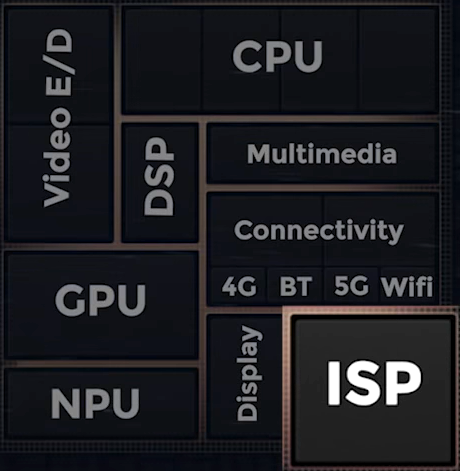 Video E/D
CPU
DSP
Multimedia
Connectivity
4G BT 5G Wifi
GPU
Display
ISP
NPU